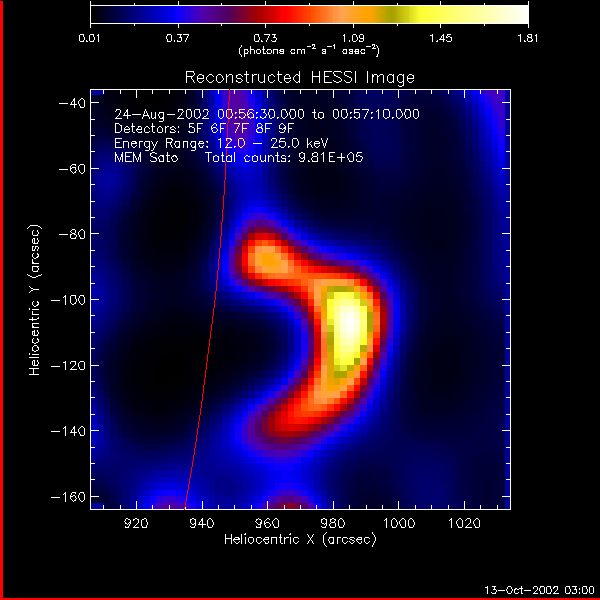 0.01 0.37 0.73 1.09 1.45 1.81
(photons cm⁻² s⁻¹ asec⁻²)
Reconstructed HESSI Image
24-Aug-2002 00:56:30.000 to 00:57:10.000
Detectors: 5F 6F 7F 8F 9F
Energy Range: 12.0 - 25.0 keV
MEM Sato Total counts: 9.81E+05
Heliocentric Y (arcsec)
-40
-60
-80
-100
-120
-140
-160
920 940 960 980 1000 1020
Heliocentric X (arcsec)
13-Oct-2002 03:00